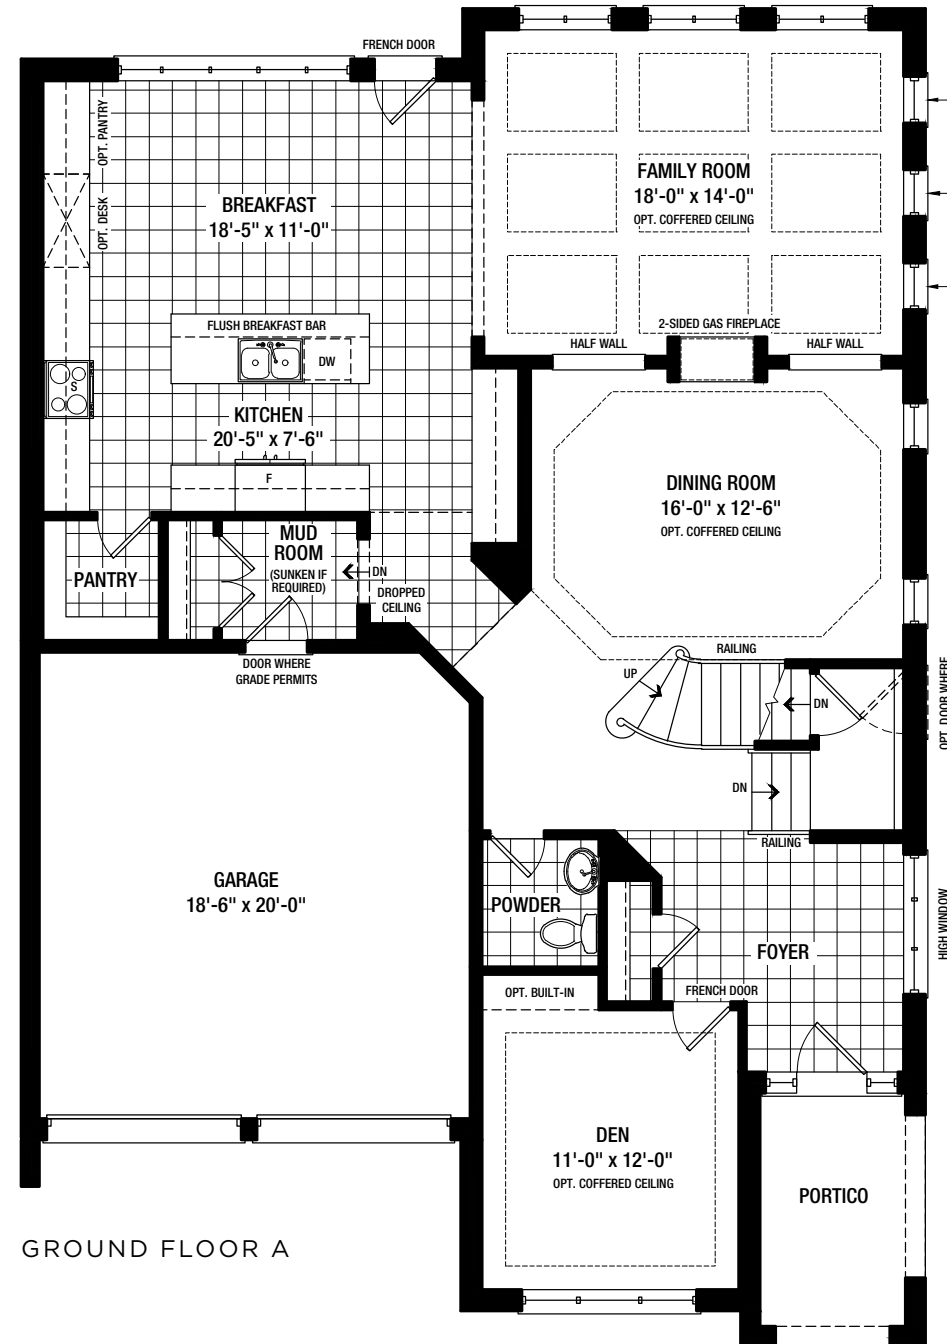 FRENCH DOOR
OPT. PANTRY
OPT. DESK
BREAKFAST
18'-5" x 11'-0"
FAMILY ROOM
18'-0" x 14'-0"
OPT. COFFERED CEILING
FLUSH BREAKFAST BAR
DW
2-SIDED GAS FIREPLACE
HALF WALL
HALF WALL
S
KITCHEN
20'-5" x 7'-6"
F
DINING ROOM
16'-0" x 12'-6"
OPT. COFFERED CEILING
PANTRY
MUD
ROOM
(SUNKEN IF
REQUIRED)
DN
DROPPED
CEILING
DOOR WHERE
GRADE PERMITS
RAILING
UP
DN
OPT. DOOR WHERE
DN
RAILING
GARAGE
18'-6" x 20'-0"
POWDER
FOYER
HIGH WINDOW
OPT. BUILT-IN
FRENCH DOOR
DEN
11'-0" x 12'-0"
OPT. COFFERED CEILING
PORTICO
GROUND FLOOR A